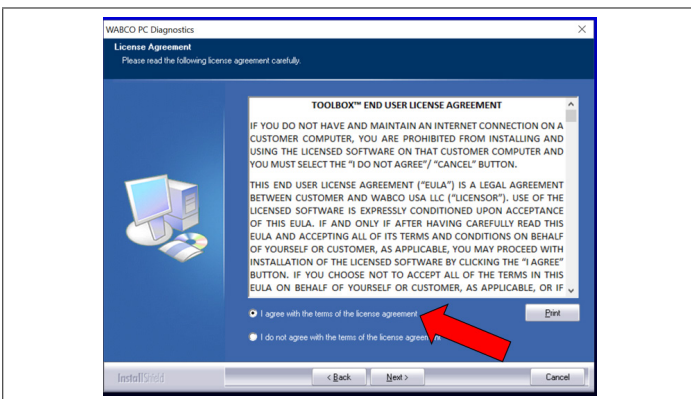 WABCO PC Diagnostics
License Agreement
Please read the following license agreement carefully.
TOOLBOX™ END USER LICENSE AGREEMENT
IF YOU DO NOT HAVE AND MAINTAIN AN INTERNET CONNECTION ON A
CUSTOMER COMPUTER, YOU ARE PROHIBITED FROM INSTALLING AND
USING THE LICENSED SOFTWARE ON THAT CUSTOMER COMPUTER AND
YOU MUST SELECT THE "I DO NOT AGREE"/ "CANCEL" BUTTON.
THIS END USER LICENSE AGREEMENT ("EULA") IS A LEGAL AGREEMENT
BETWEEN CUSTOMER AND WABCO USA LLC ("LICENSOR"). USE OF THE
LICENSED SOFTWARE IS EXPRESSLY CONDITIONED UPON ACCEPTANCE
OF THIS EULA. IF AND ONLY IF AFTER HAVING CAREFULLY READ THIS
EULA AND ACCEPTING ALL OF ITS TERMS AND CONDITIONS ON BEHALF
OF YOURSELF OR CUSTOMER, AS APPLICABLE, YOU MAY PROCEED WITH
INSTALLATION OF THE LICENSED SOFTWARE BY CLICKING THE "I AGREE"
BUTTON. IF YOU CHOOSE NOT TO ACCEPT ALL OF THE TERMS IN THIS
EULA ON BEHALF OF YOURSELF OR CUSTOMER, AS APPLICABLE, OR IF
I agree with the terms of the license agreement
Print
I do not agree with the terms of the license agreement
InstallShield
< Back
Next >
Cancel